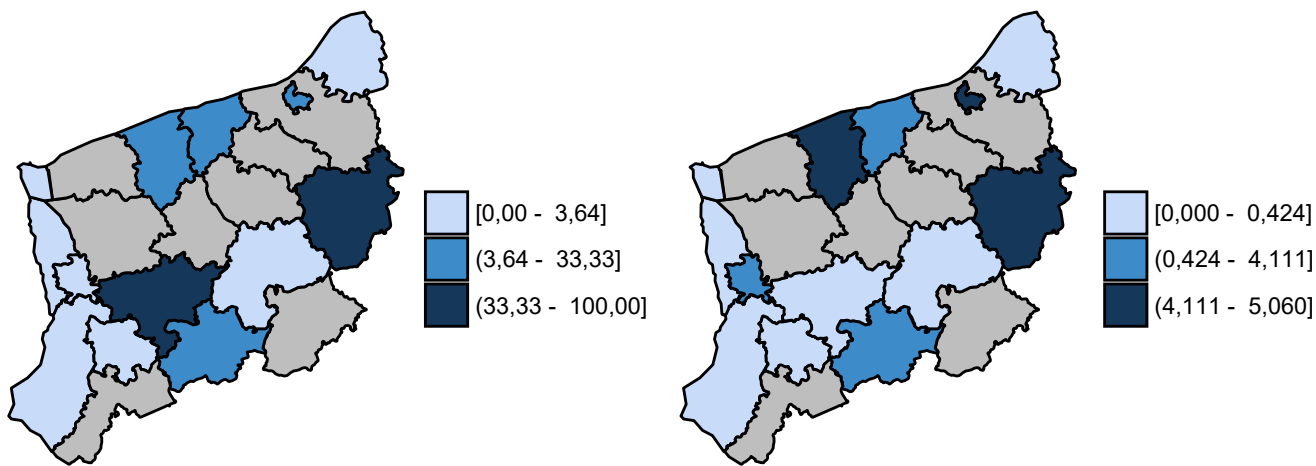 [0,00 - 3,64]
(3,64 - 33,33]
(33,33 - 100,00]
[0,000 - 0,424]
(0,424 - 4,111]
(4,111 - 5,060]